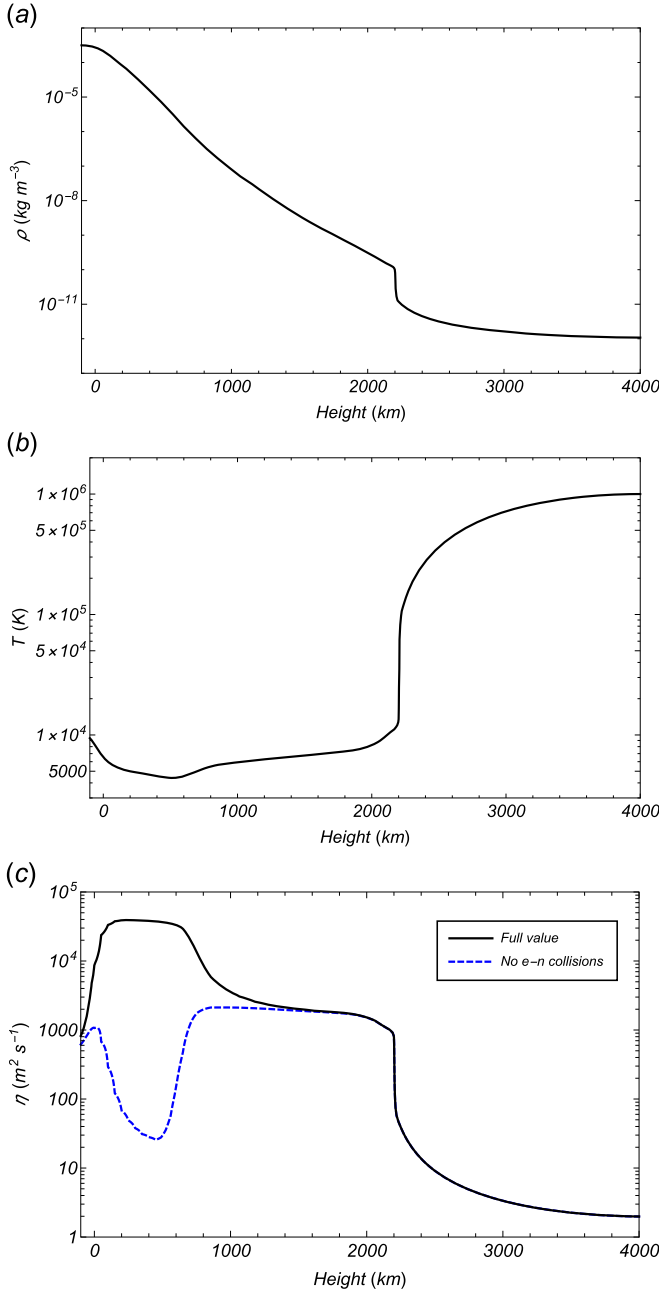 (a)
10⁻⁵
10⁻⁸
10⁻¹¹
ρ (kg m⁻³)
0 1000 2000 3000 4000
Height (km)
(b)
1×10⁶
5×10⁵
1×10⁵
5×10⁴
1×10⁴
5000
T (K)
0 1000 2000 3000 4000
Height (km)
(c)
10⁵
10⁴
1000
100
10
1
η (m² s⁻¹)
Full value
No e−n collisions
0 1000 2000 3000 4000
Height (km)